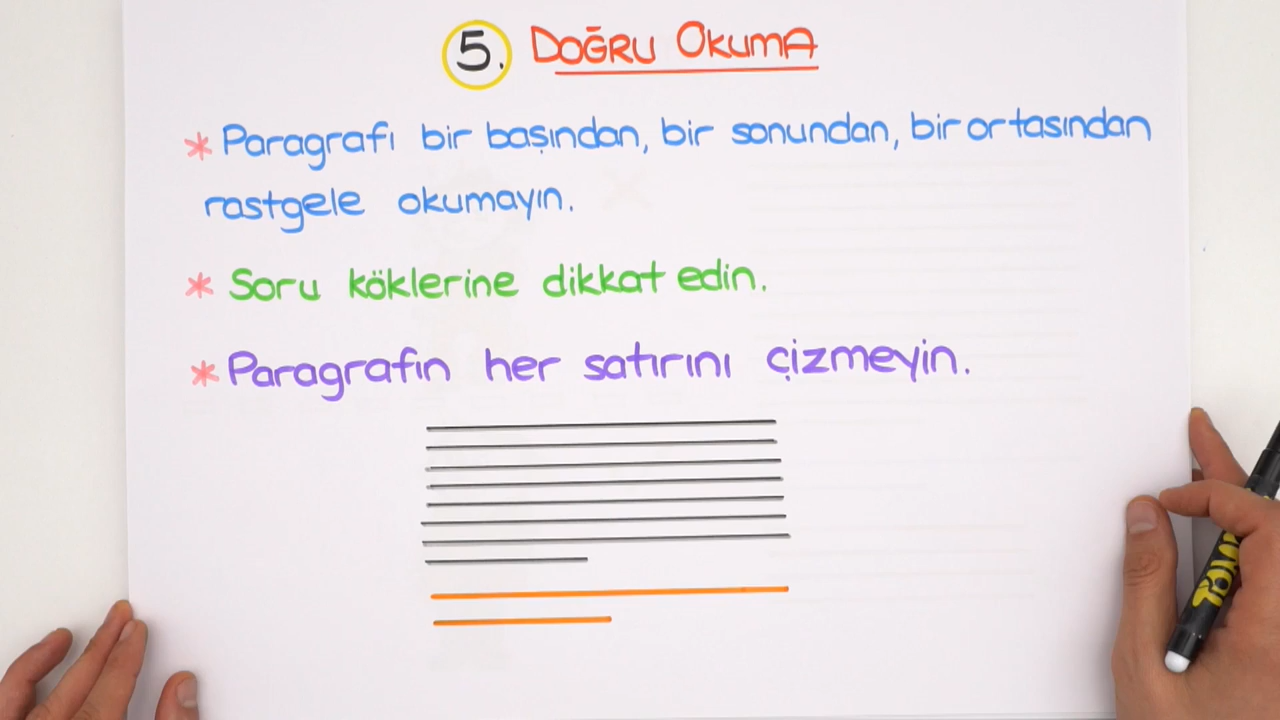 5. DOĞRU OKUMA
* Paragrafı bir başından, bir sonundan, bir ortasından
rastgele okumayın.
* Soru köklerine dikkat edin.
* Paragrafın her satırını çizmeyin.